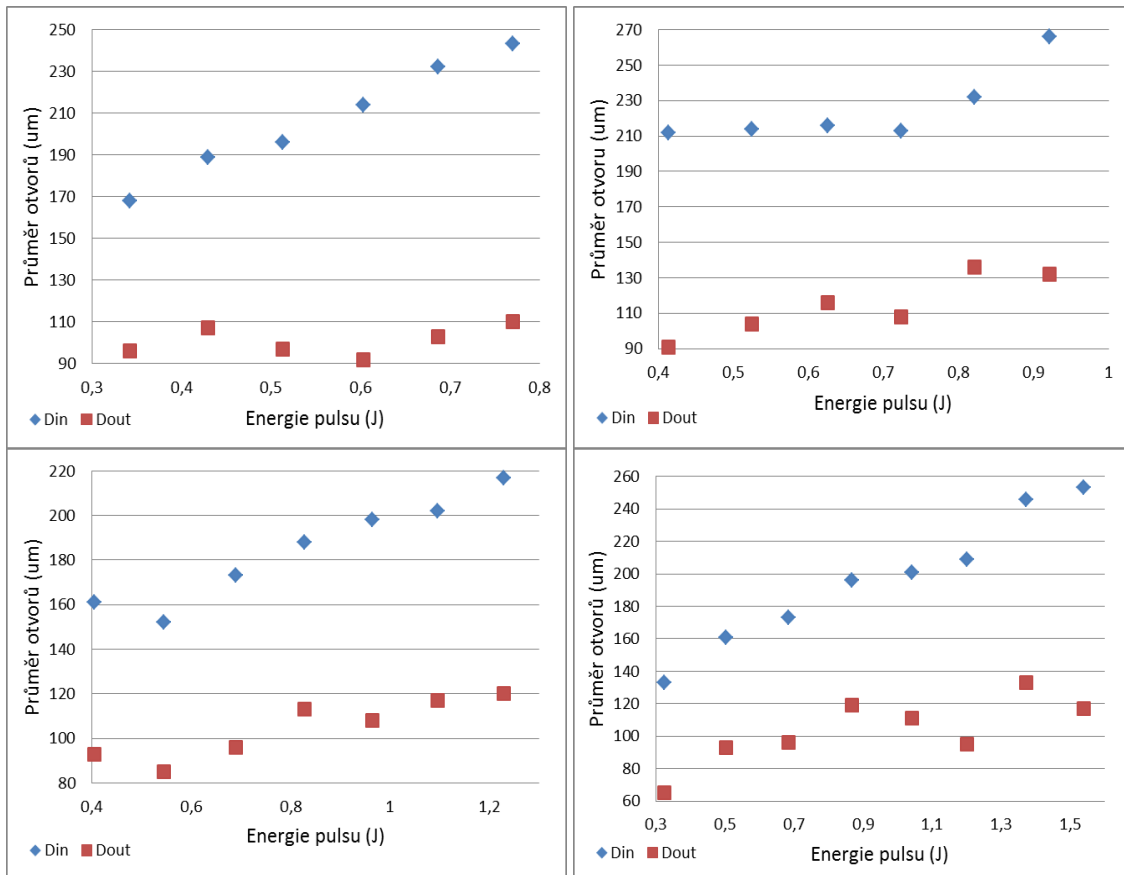 250
230
210
190
170
150
130
110
90
Průměr otvorů (um)
0,3 0,4 0,5 0,6 0,7 0,8
Energie pulsu (J)
Din Dout
270
250
230
210
190
170
150
130
110
90
Průměr otvoru (um)
0,4 0,5 0,6 0,7 0,8 0,9 1
Energie pulsu (J)
Din Dout
220
200
180
160
140
120
100
80
Průměr otvorů (um)
0,4 0,6 0,8 1 1,2
Energie pulsu (J)
Din Dout
260
240
220
200
180
160
140
120
100
80
60
Průměr otvorů (um)
0,3 0,5 0,7 0,9 1,1 1,3 1,5
Energie pulsu (J)
Din Dout